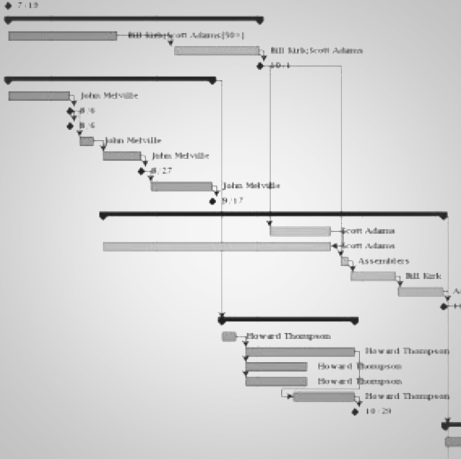 7/19
Bill Kirk;Scott Adams[50%]
Bill Kirk;Scott Adams
10/1
John Melville
8/6
8/6
John Melville
John Melville
8/27
John Melville
9/17
Scott Adams
Scott Adams
Assemblers
Bill Kirk
Howard Thompson
Howard Thompson
Howard Thompson
Howard Thompson
Howard Thompson
10/29